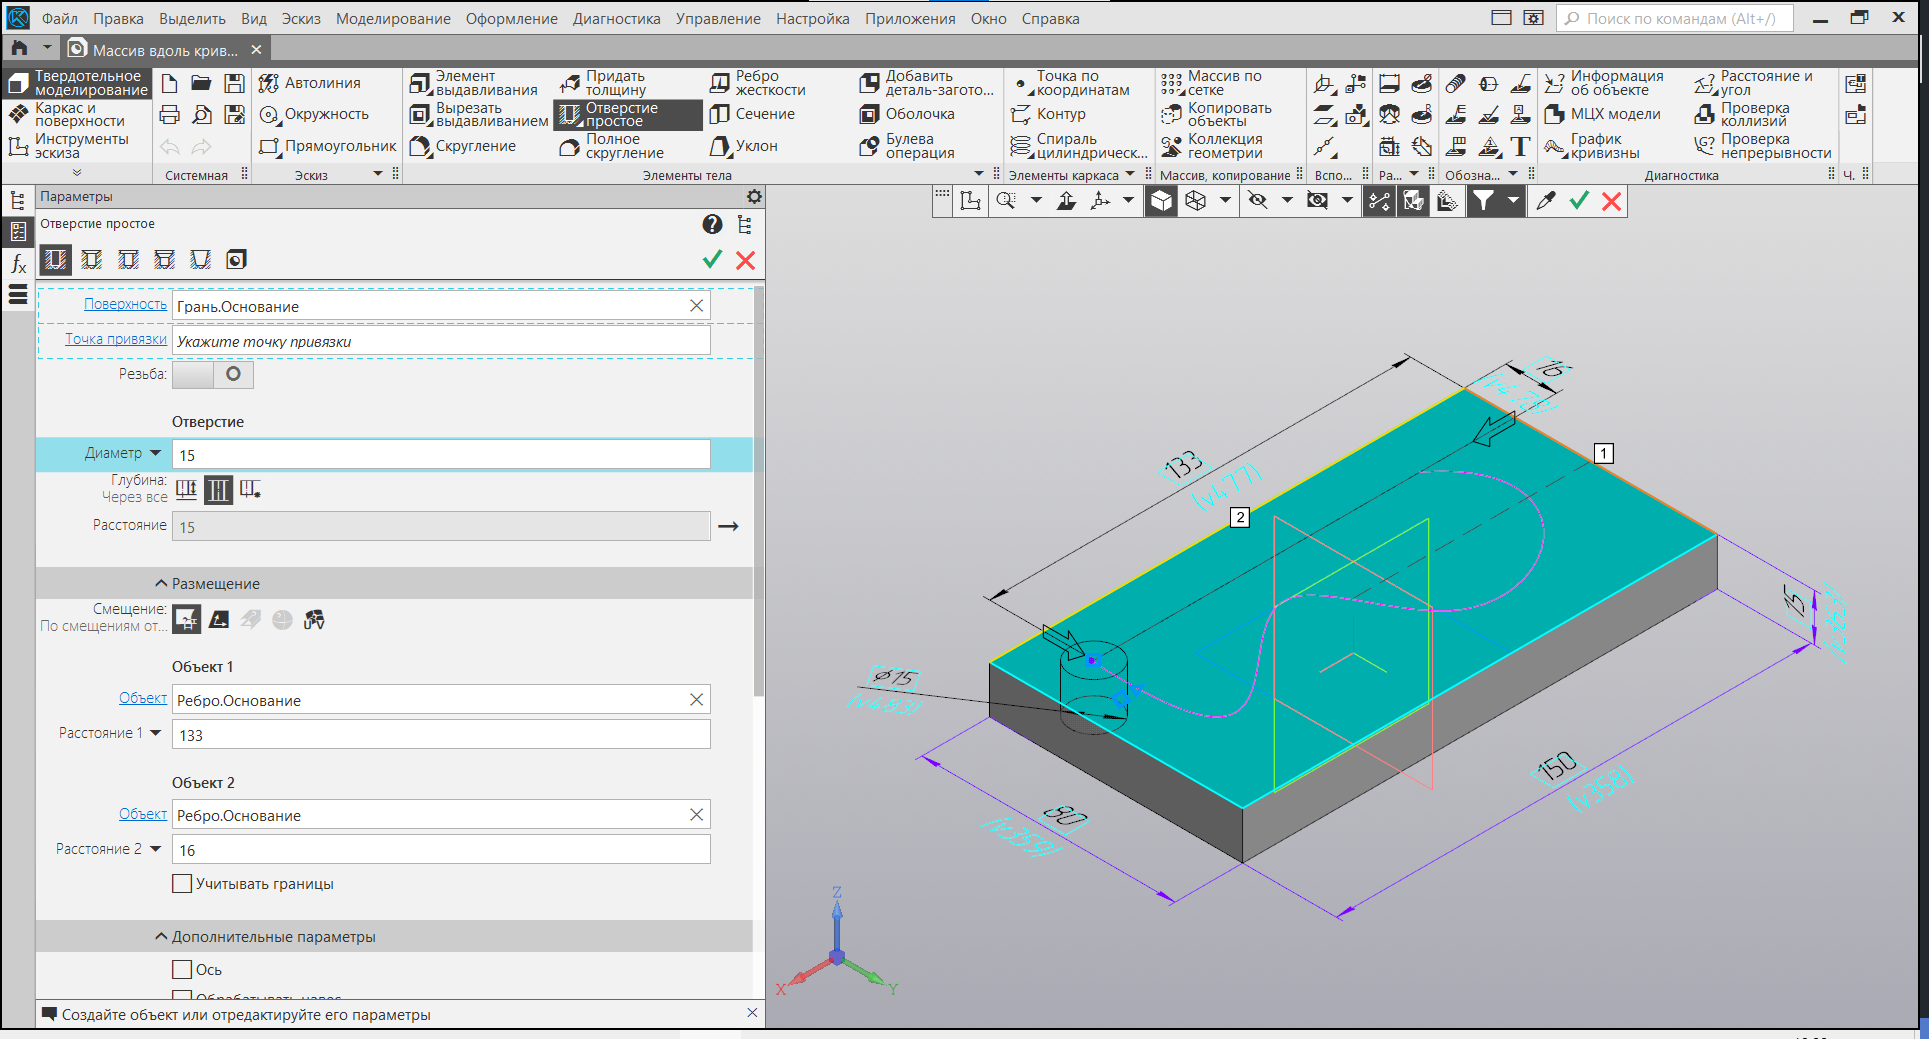 Файл Правка Выделить Вид Эскиз Моделирование Оформление Диагностика Управление Настройка Приложения Окно Справка
Поиск по командам (Alt+/)
Массив вдоль крив...
Твердотельное моделирование
Каркас и поверхности
Инструменты эскиза
Системная
Автолиния
Окружность
Прямоугольник
Эскиз
Элемент выдавливания
Вырезать выдавливанием
Скругление
Придать толщину
Отверстие простое
Полное скругление
Ребро жесткости
Сечение
Уклон
Добавить деталь-загото...
Оболочка
Булева операция
Элементы тела
Точка по координатам
Контур
Спираль цилиндрическ...
Элементы каркаса
Массив по сетке
Копировать объекты
Коллекция геометрии
Массив, копирование
Вспо...
Ра...
Обозна...
Информация об объекте
МЦХ модели
График кривизны
Расстояние и угол
Проверка коллизий
Проверка непрерывности
Диагностика
Ч.
Параметры
Отверстие простое
Поверхность
Грань.Основание
Точка привязки
Укажите точку привязки
Резьба:
Отверстие
Диаметр
15
Глубина:
Через все
Расстояние
15
Размещение
Смещение:
По смещениям от...
Объект 1
Объект
Ребро.Основание
Расстояние 1
133
Объект 2
Объект
Ребро.Основание
Расстояние 2
16
Учитывать границы
Дополнительные параметры
Ось
Создайте объект или отредактируйте его параметры
133
(v477)
16
1
2
15
⌀15
80
150
(v358)
Z
X
Y